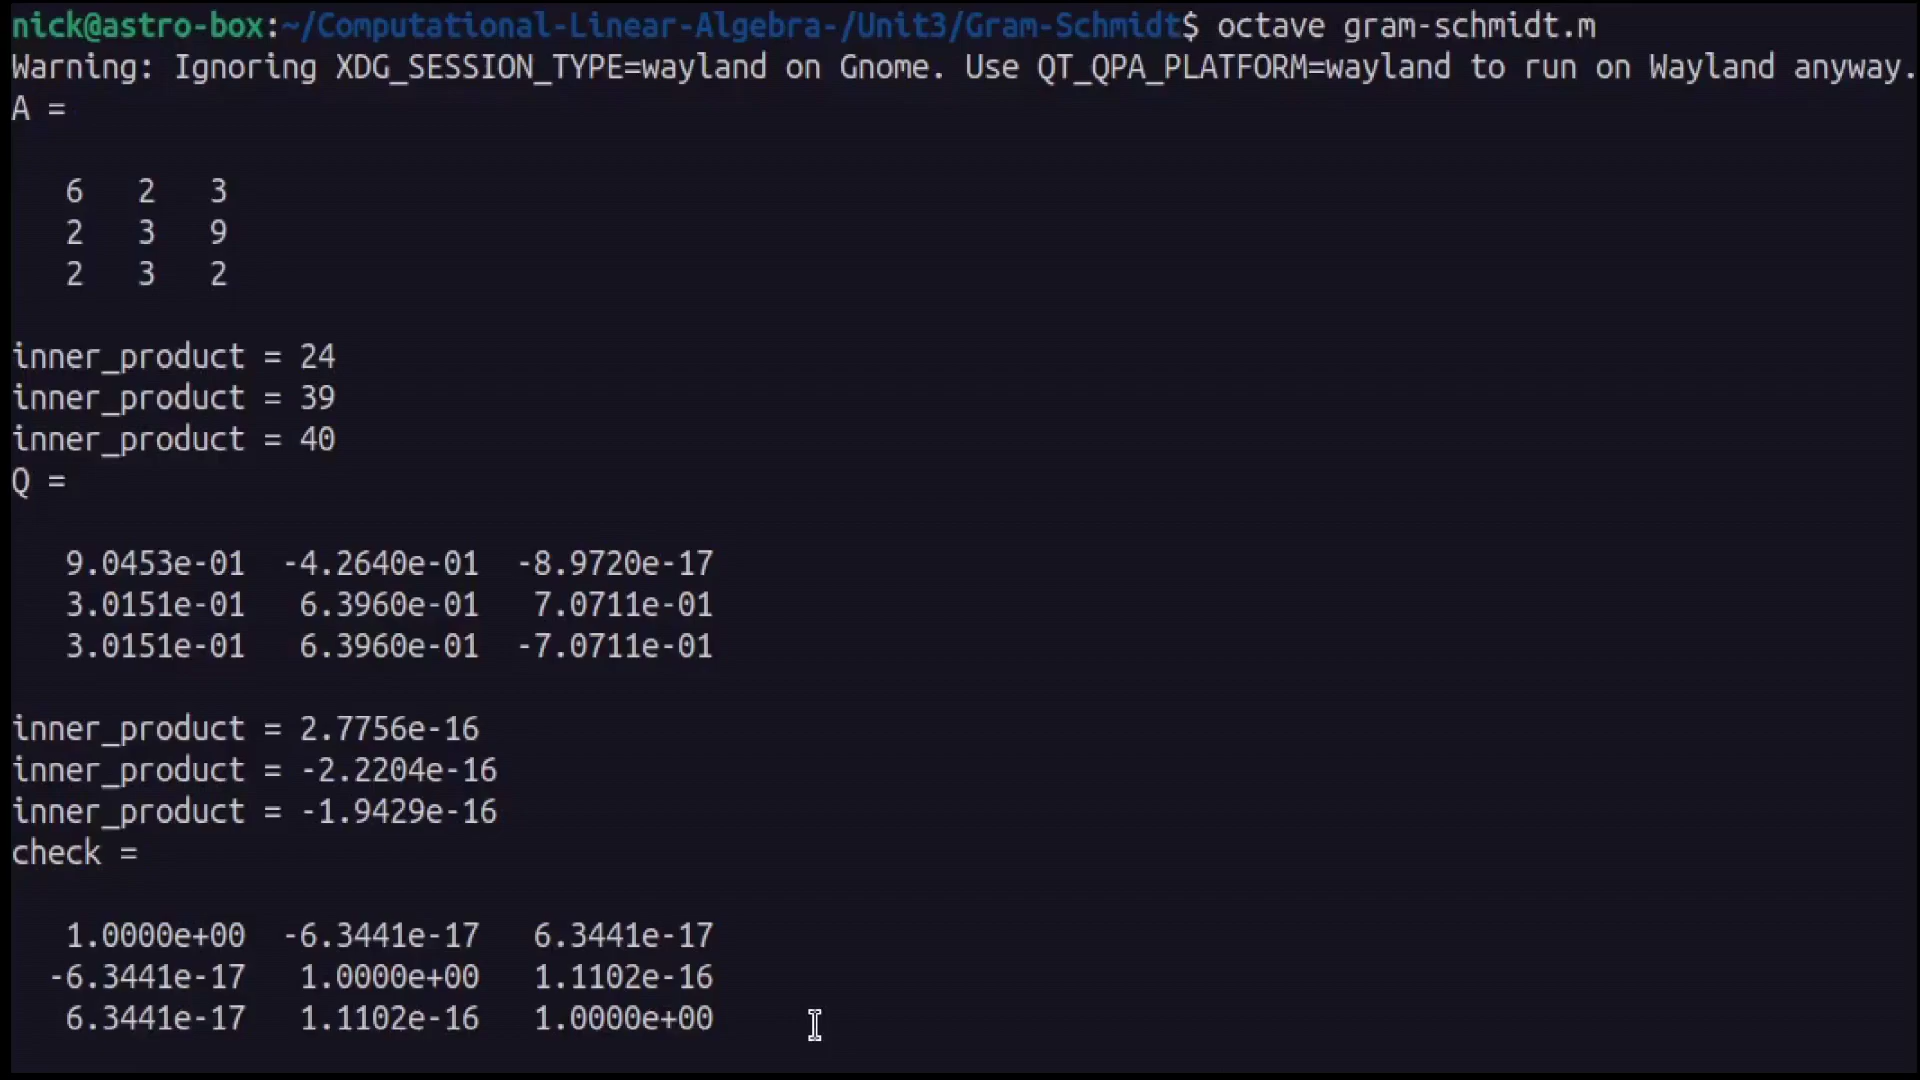 nick@astro-box:~/Computational-Linear-Algebra-/Unit3/Gram-Schmidt$ octave gram-schmidt.m
Warning: Ignoring XDG_SESSION_TYPE=wayland on Gnome. Use QT_QPA_PLATFORM=wayland to run on Wayland anyway.
A =
6 2 3
2 3 9
2 3 2
inner_product = 24
inner_product = 39
inner_product = 40
Q =
9.0453e-01 -4.2640e-01 -8.9720e-17
3.0151e-01 6.3960e-01 7.0711e-01
3.0151e-01 6.3960e-01 -7.0711e-01
inner_product = 2.7756e-16
inner_product = -2.2204e-16
inner_product = -1.9429e-16
check =
1.0000e+00 -6.3441e-17 6.3441e-17
-6.3441e-17 1.0000e+00 1.1102e-16
6.3441e-17 1.1102e-16 1.0000e+00